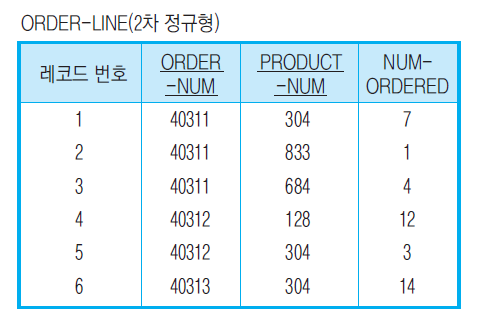 ORDER-LINE(2차 정규형)
레코드 번호 ORDER-NUM PRODUCT-NUM NUM-ORDERED
1 40311 304 7
2 40311 833 1
3 40311 684 4
4 40312 128 12
5 40312 304 3
6 40313 304 14